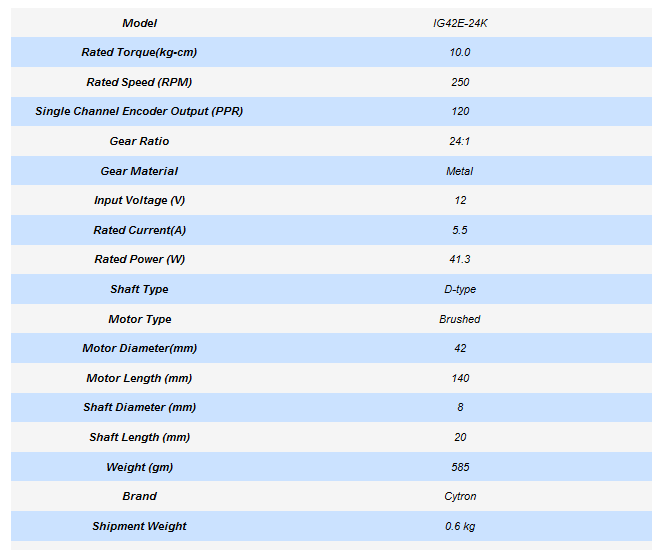 Model IG42E-24K
Rated Torque(kg-cm) 10.0
Rated Speed (RPM) 250
Single Channel Encoder Output (PPR) 120
Gear Ratio 24:1
Gear Material Metal
Input Voltage (V) 12
Rated Current(A) 5.5
Rated Power (W) 41.3
Shaft Type D-type
Motor Type Brushed
Motor Diameter(mm) 42
Motor Length (mm) 140
Shaft Diameter (mm) 8
Shaft Length (mm) 20
Weight (gm) 585
Brand Cytron
Shipment Weight 0.6 kg